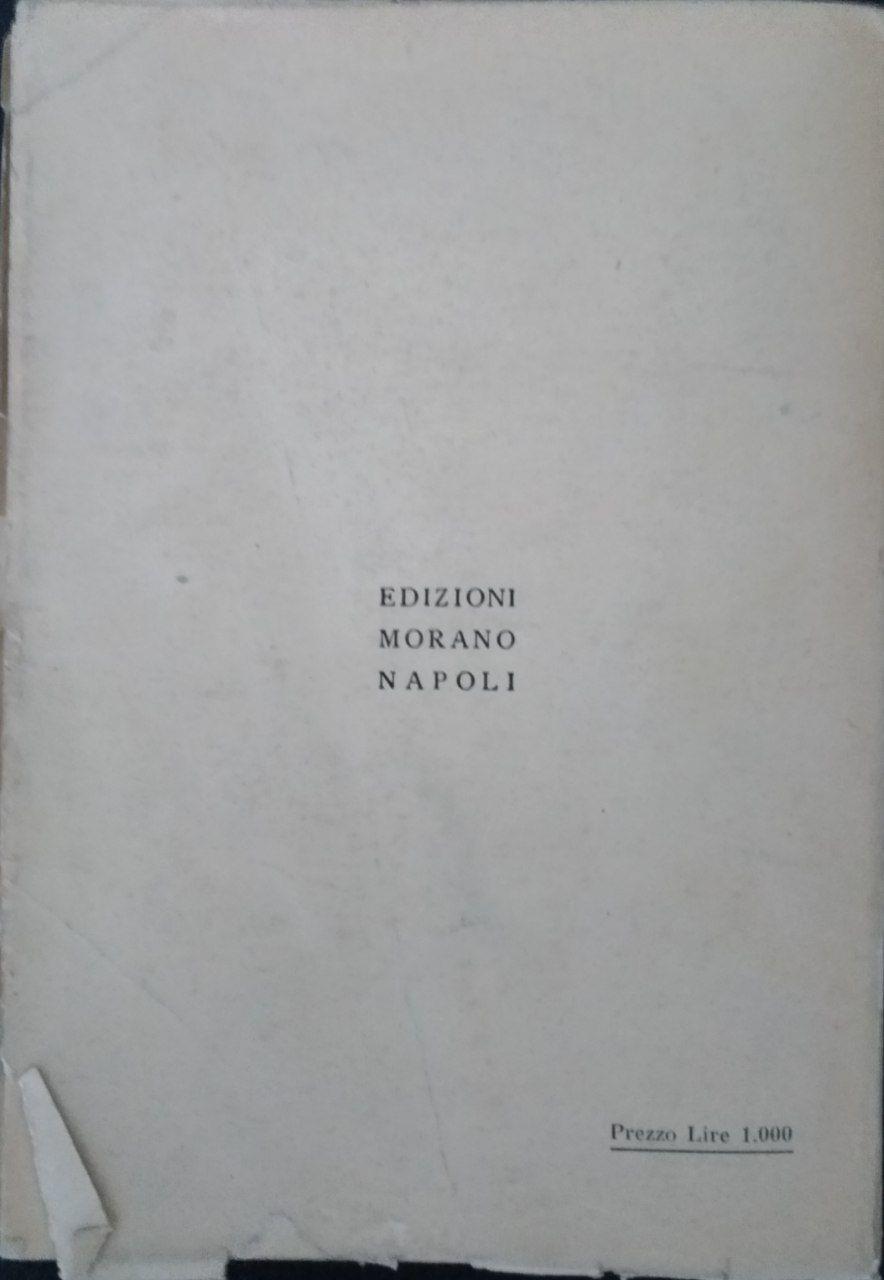 EDIZIONI
MORANO
NAPOLI
Prezzo Lire 1.000